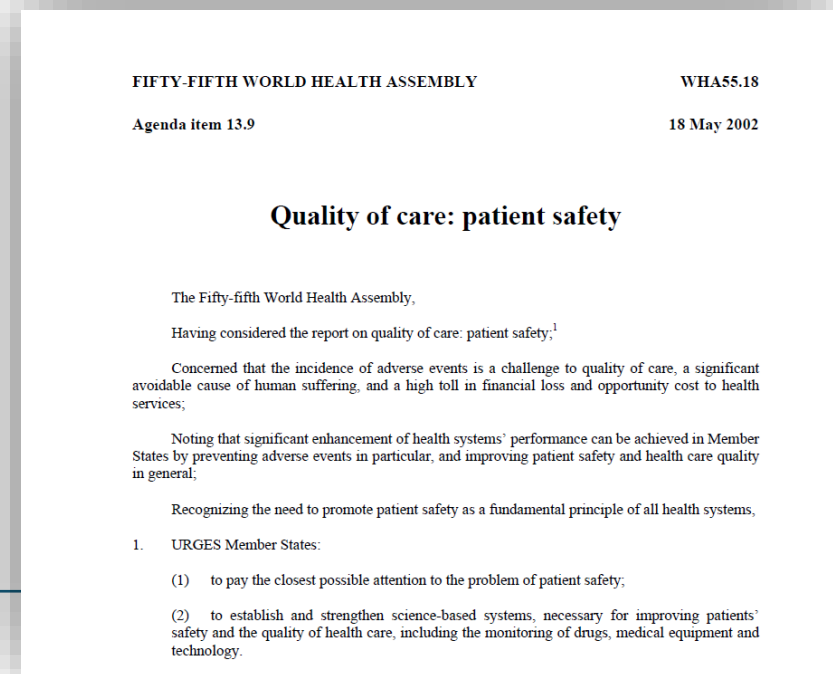 FIFTY-FIFTH WORLD HEALTH ASSEMBLY WHA55.18
Agenda item 13.9 18 May 2002
Quality of care: patient safety
The Fifty-fifth World Health Assembly,
Having considered the report on quality of care: patient safety;1
Concerned that the incidence of adverse events is a challenge to quality of care, a significant
avoidable cause of human suffering, and a high toll in financial loss and opportunity cost to health
services;
Noting that significant enhancement of health systems' performance can be achieved in Member
States by preventing adverse events in particular, and improving patient safety and health care quality
in general;
Recognizing the need to promote patient safety as a fundamental principle of all health systems,
1. URGES Member States:
(1) to pay the closest possible attention to the problem of patient safety;
(2) to establish and strengthen science-based systems, necessary for improving patients'
safety and the quality of health care, including the monitoring of drugs, medical equipment and
technology.